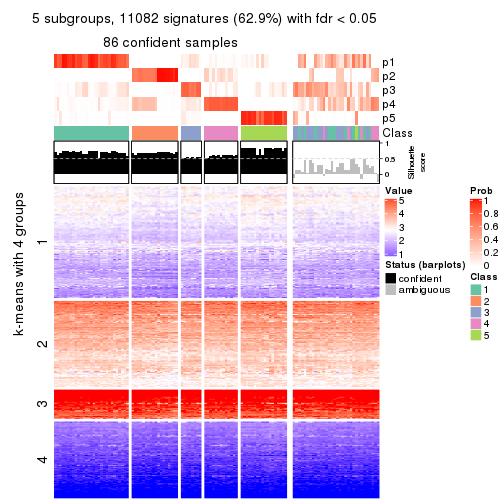 5 subgroups, 11082 signatures (62.9%) with fdr < 0.05
86 confident samples
p1
p2
p3
p4
p5
Class
1
0.5
0
Silhouette
score
k-means with 4 groups
1
2
3
4
Value
5
4
3
2
1
Status (barplots)
confident
ambiguous
Prob
1
0.8
0.6
0.4
0.2
0
Class
1
2
3
4
5